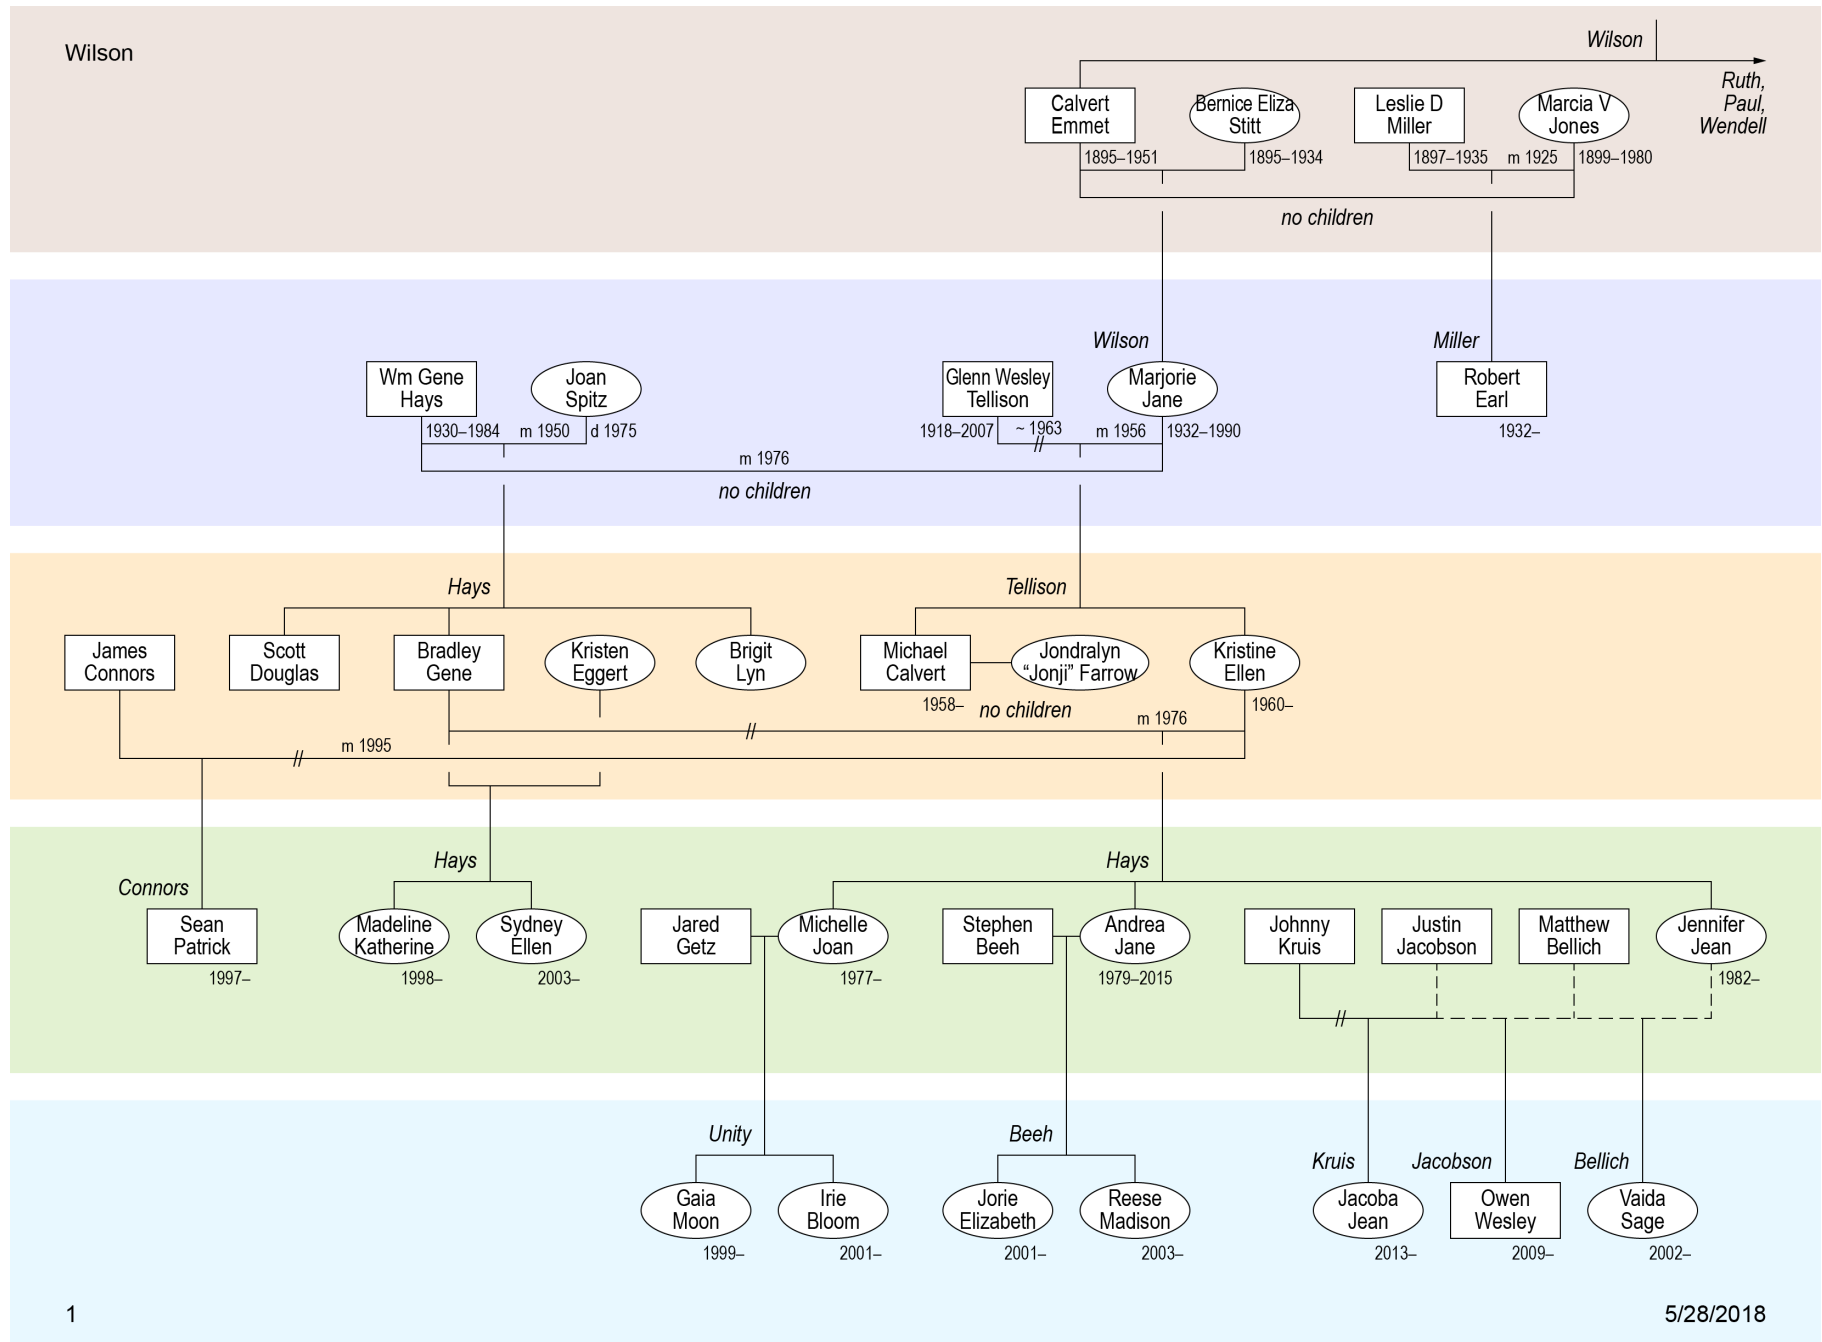 Wilson
Wilson
Ruth,
Paul,
Wendell
Calvert
Emmet
Bernice Eliza
Stitt
Leslie D
Miller
Marcia V
Jones
1895–1951
1895–1934
1897–1935
m 1925
1899–1980
no children
Wilson
Miller
Wm Gene
Hays
Joan
Spitz
Glenn Wesley
Tellison
Marjorie
Jane
Robert
Earl
1930–1984
m 1950
d 1975
1918–2007
~ 1963
//
m 1956
1932–1990
1932–
m 1976
no children
Hays
Tellison
James
Connors
Scott
Douglas
Bradley
Gene
Kristen
Eggert
Brigit
Lyn
Michael
Calvert
Jondralyn
“Jonji” Farrow
Kristine
Ellen
1958–
no children
1960–
m 1976
//
m 1995
//
Hays
Hays
Connors
Sean
Patrick
Madeline
Katherine
Sydney
Ellen
Jared
Getz
Michelle
Joan
Stephen
Beeh
Andrea
Jane
Johnny
Kruis
Justin
Jacobson
Matthew
Bellich
Jennifer
Jean
1997–
1998–
2003–
1977–
1979–2015
1982–
//
Unity
Beeh
Kruis
Jacobson
Bellich
Gaia
Moon
Irie
Bloom
Jorie
Elizabeth
Reese
Madison
Jacoba
Jean
Owen
Wesley
Vaida
Sage
1999–
2001–
2001–
2003–
2013–
2009–
2002–
1
5/28/2018